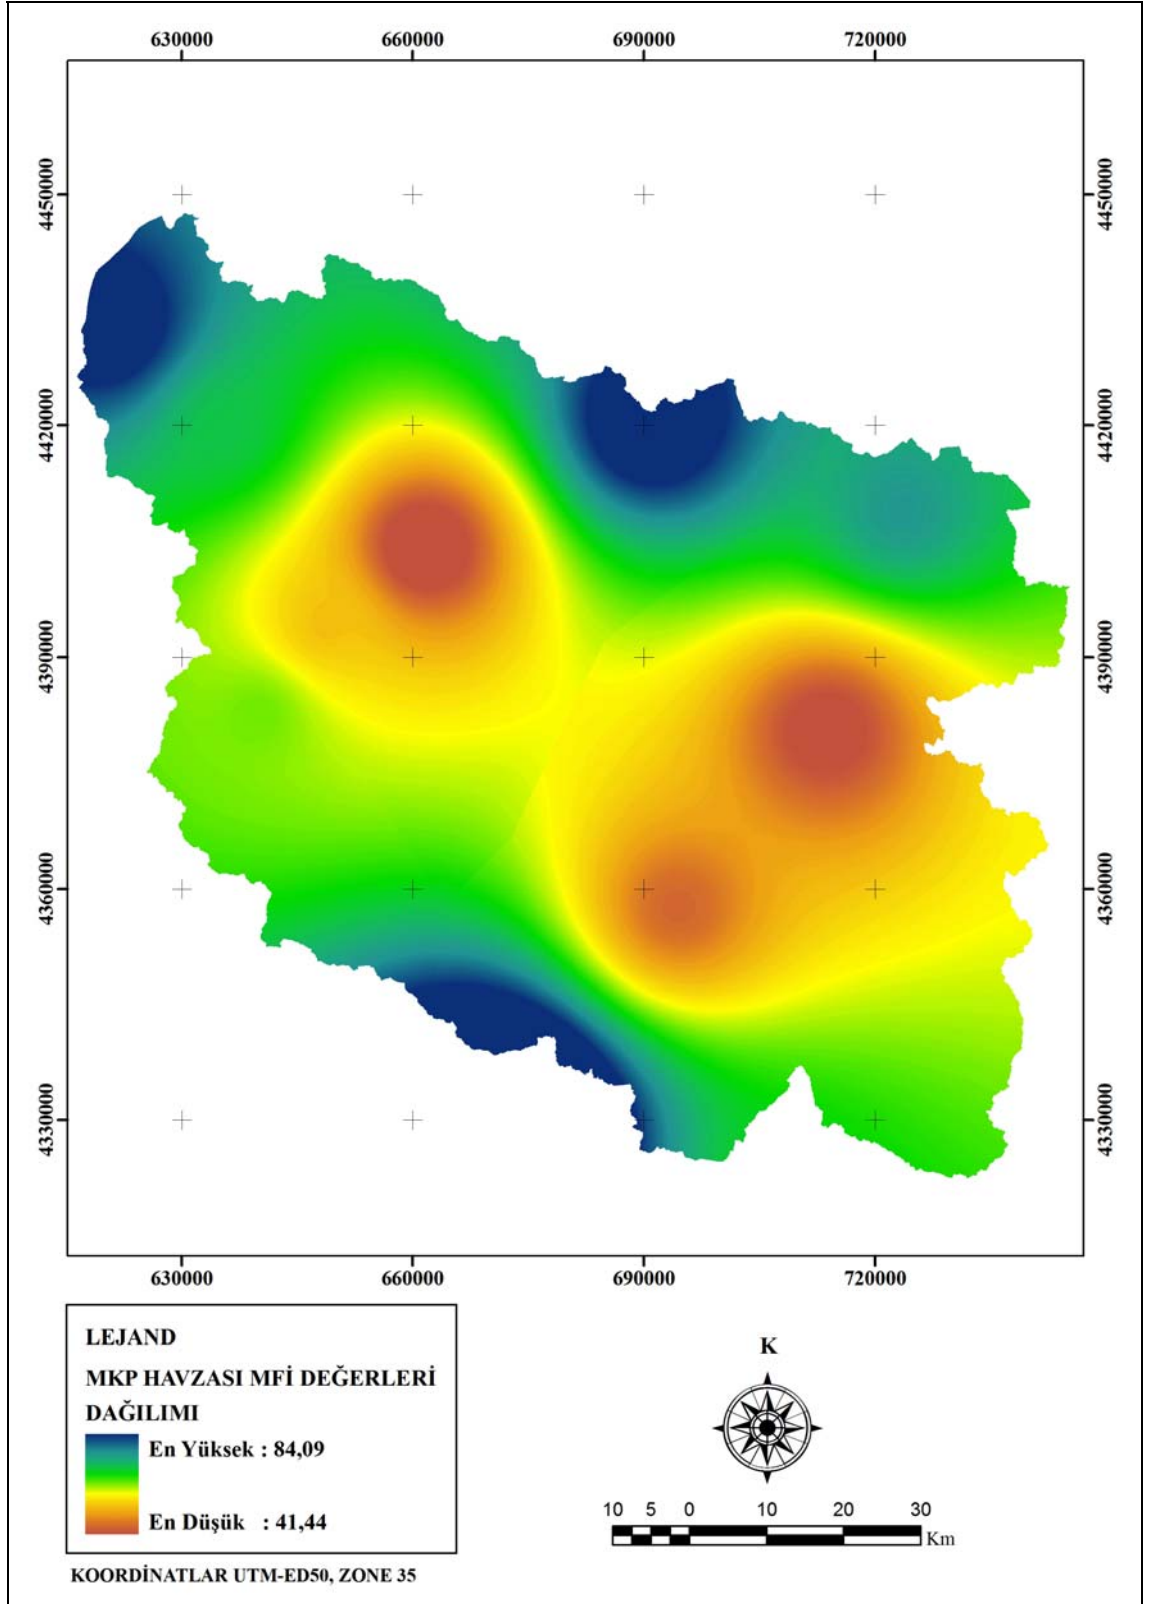 630000 660000 690000 720000
4450000 4450000
4420000 4420000
4390000 4390000
4360000 4360000
4330000 4330000
630000 660000 690000 720000
LEJAND
MKP HAVZASI MFİ DEĞERLERİ
DAĞILIMI
En Yüksek : 84,09
En Düşük : 41,44
K
10 5 0 10 20 30
Km
KOORDİNATLAR UTM-ED50, ZONE 35